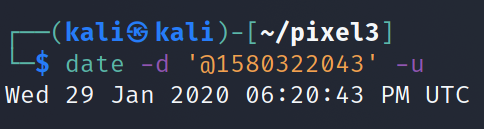 ┌──(kali㉿kali)-[~/pixel3]
└─$ date -d '@1580322043' -u
Wed 29 Jan 2020 06:20:43 PM UTC